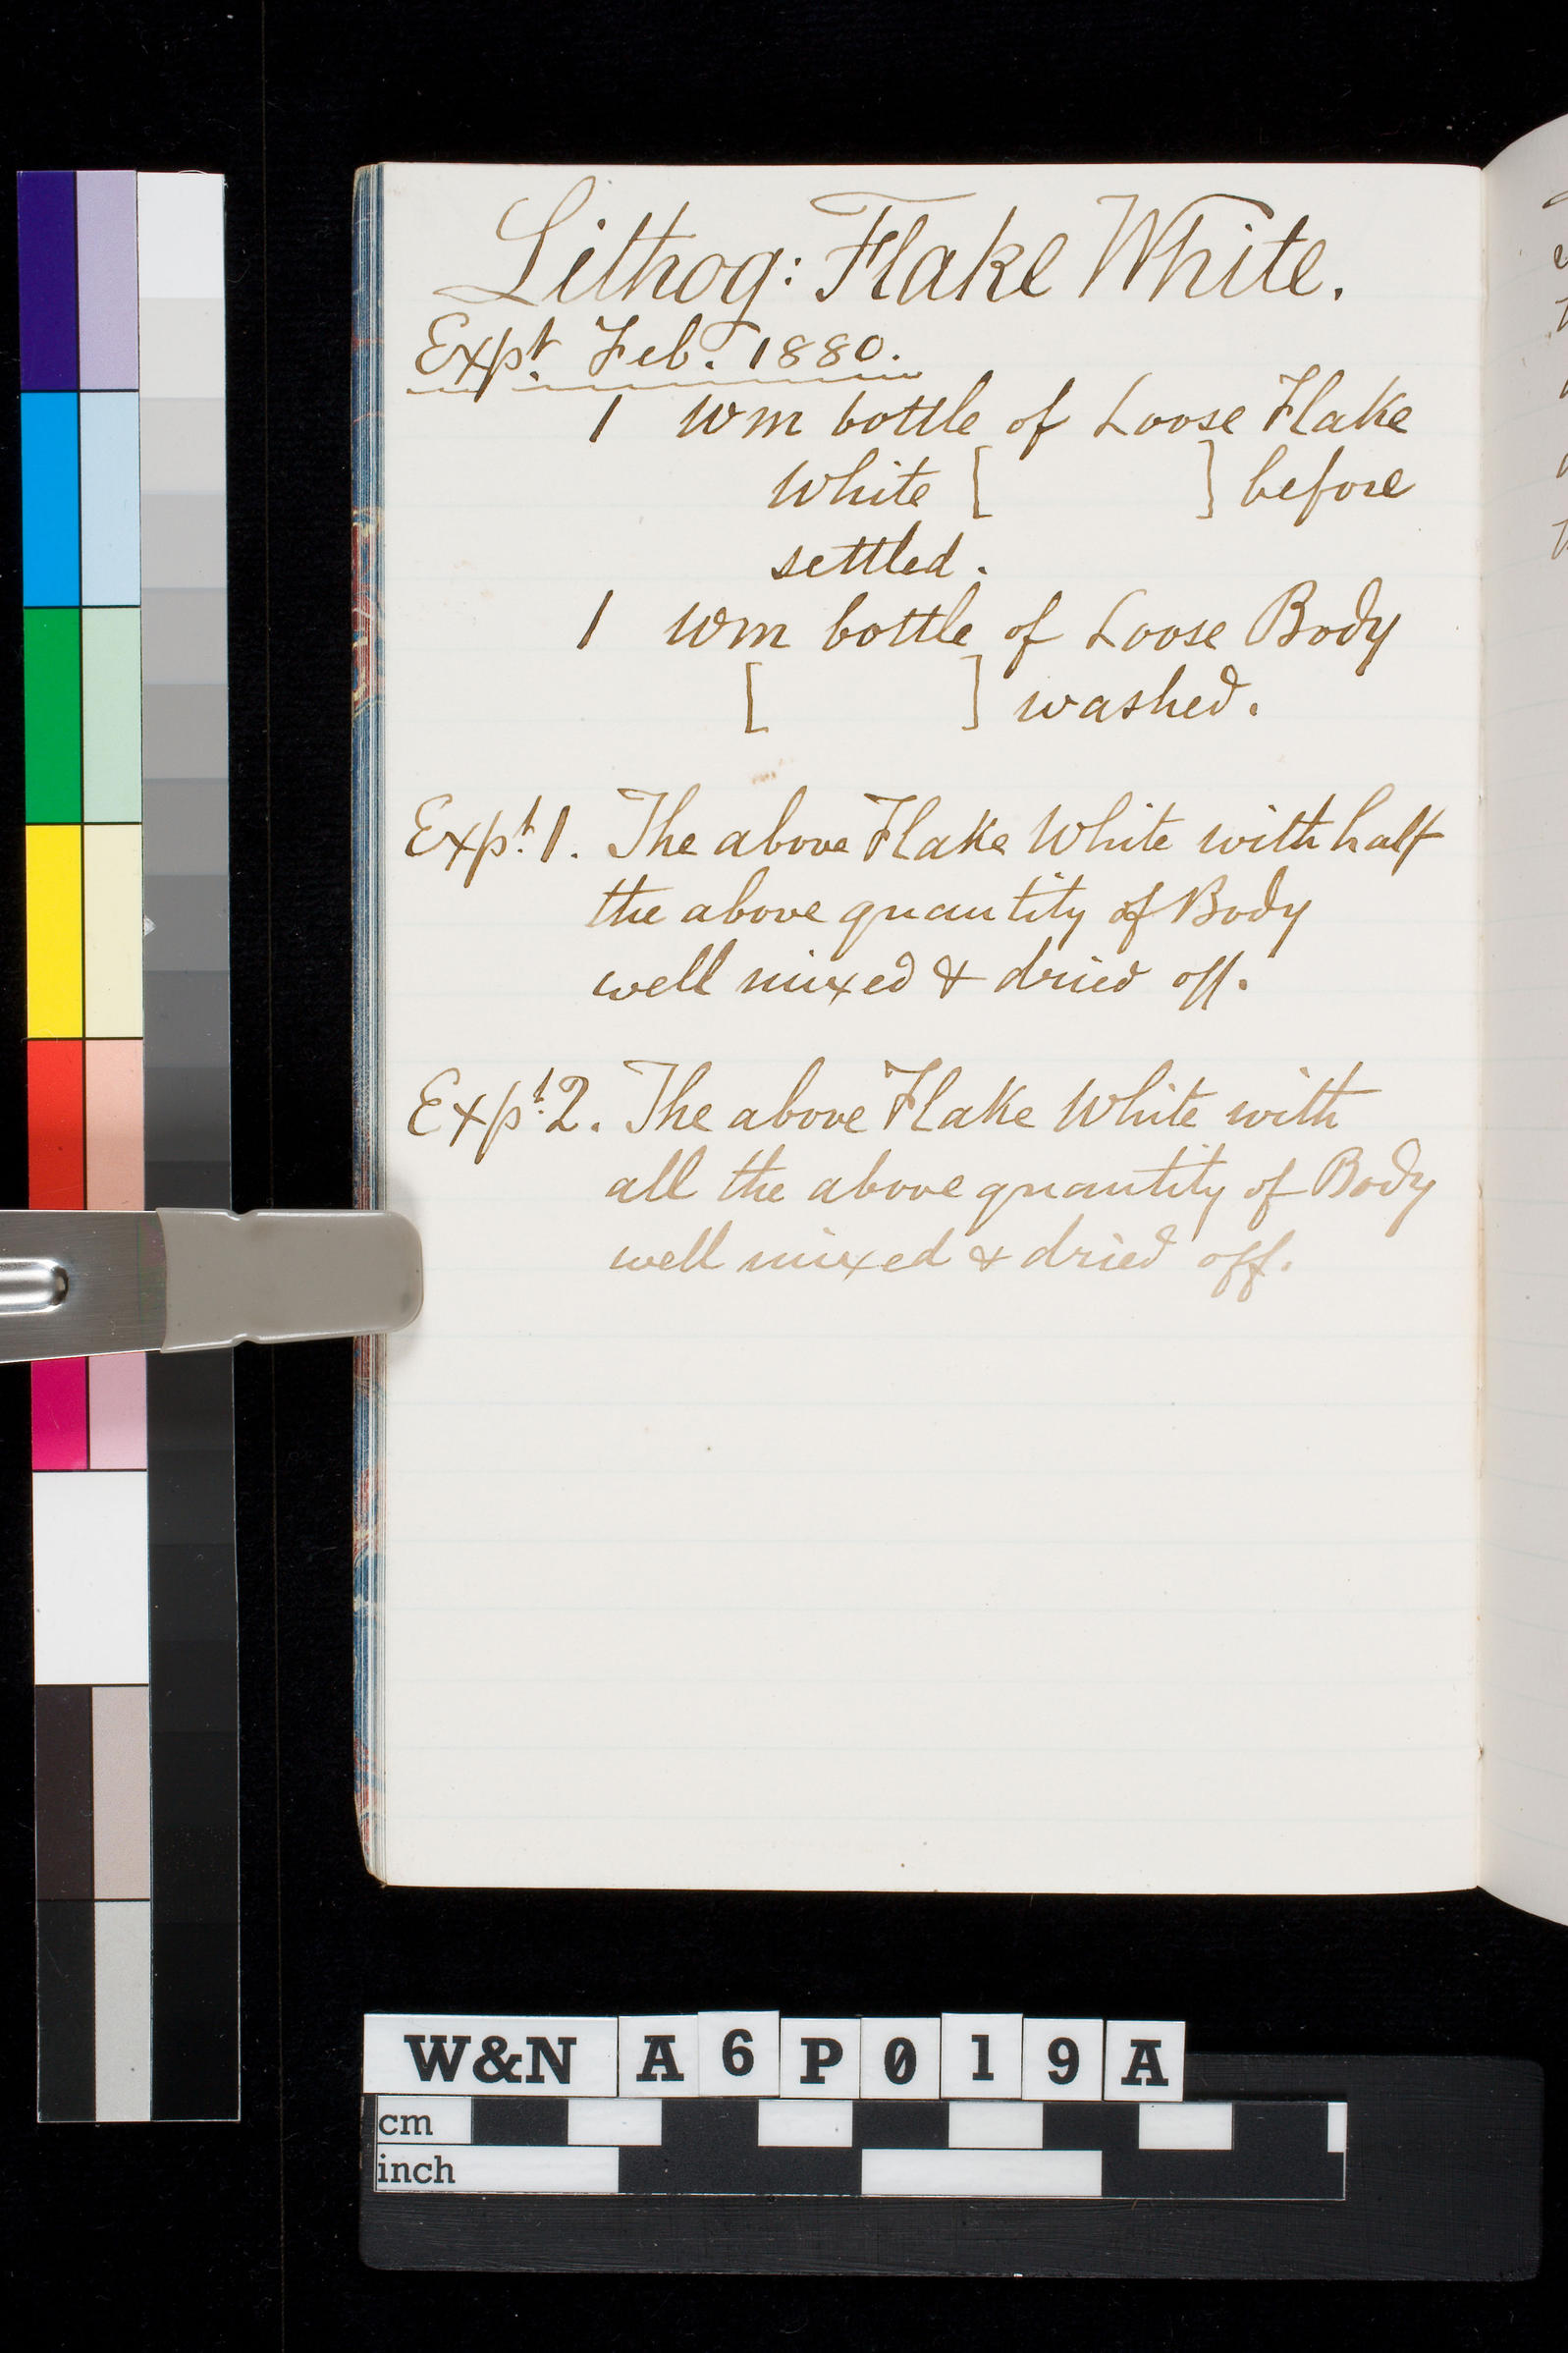 Lithog: Flake White.
Expt. Feb. 1880.
1 wm bottle of Loose Flake
White [ ] before
settled.
1 wm bottle of Loose Body
[ ] washed.
Expt. 1. The above Flake White with half
the above quantity of Body
well mixed & dried off.
Expt. 2. The above Flake White with
all the above quantity of Body
well mixed & dried off.
W&N A6P019A
cm
inch